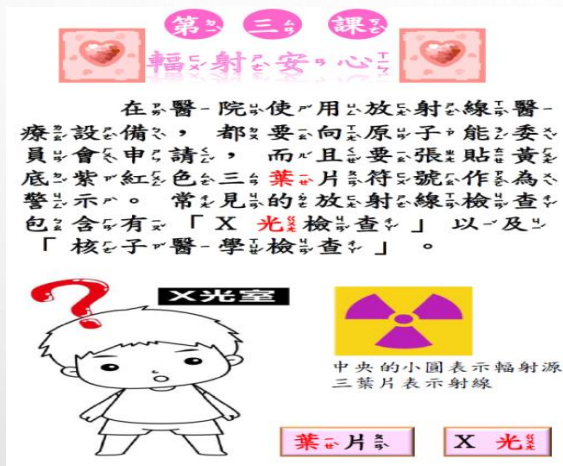 第三課
輻射安心
在醫院使用放射線醫
療設備，都要向原子能委
員會申請，而且要張貼黃
底紫紅色三葉片符號作為
警示。常見的放射線檢查
包含有「X光檢查」以及
「核子醫學檢查」。
?
X光室
中央的小圓表示輻射源
三葉片表示射線
葉片
X光